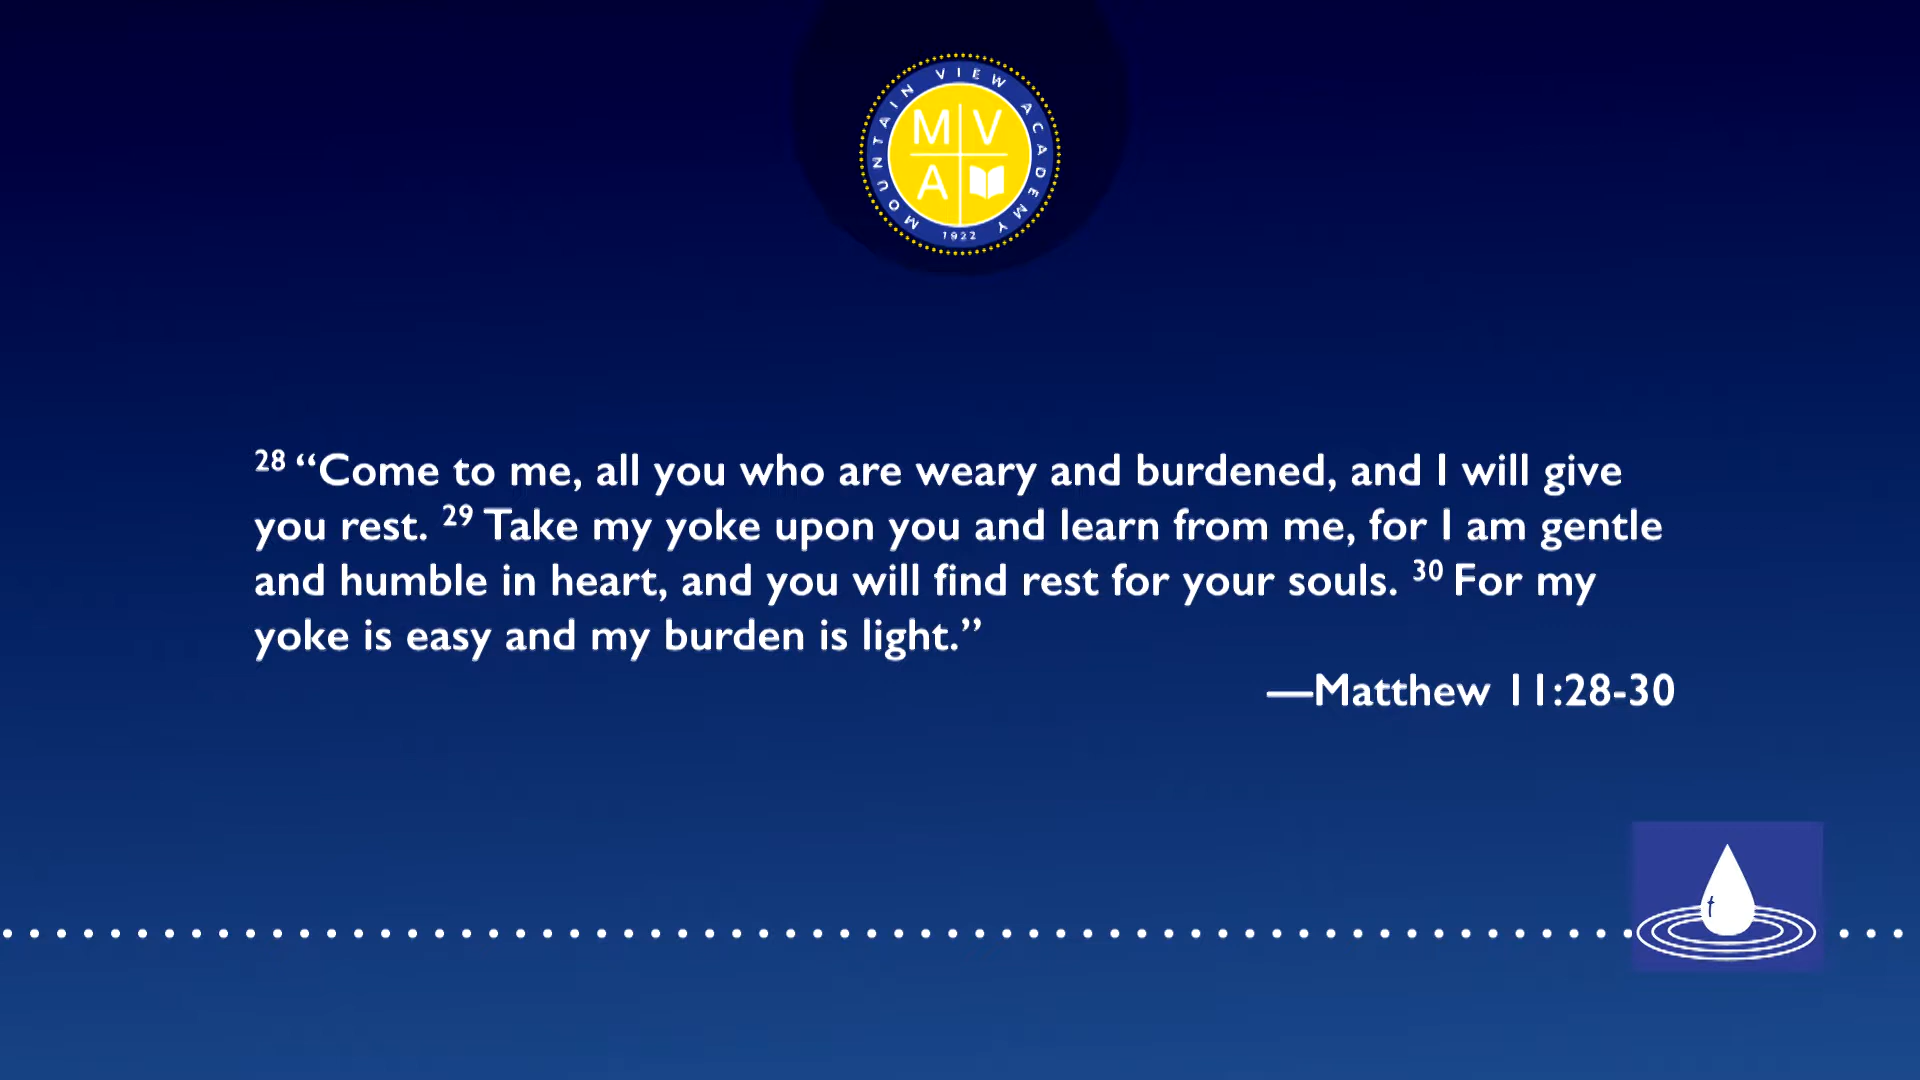 MOUNTAIN VIEW ACADEMY
M V
A
1922
28 “Come to me, all you who are weary and burdened, and I will give
you rest. 29 Take my yoke upon you and learn from me, for I am gentle
and humble in heart, and you will find rest for your souls. 30 For my
yoke is easy and my burden is light.”
—Matthew 11:28-30
t